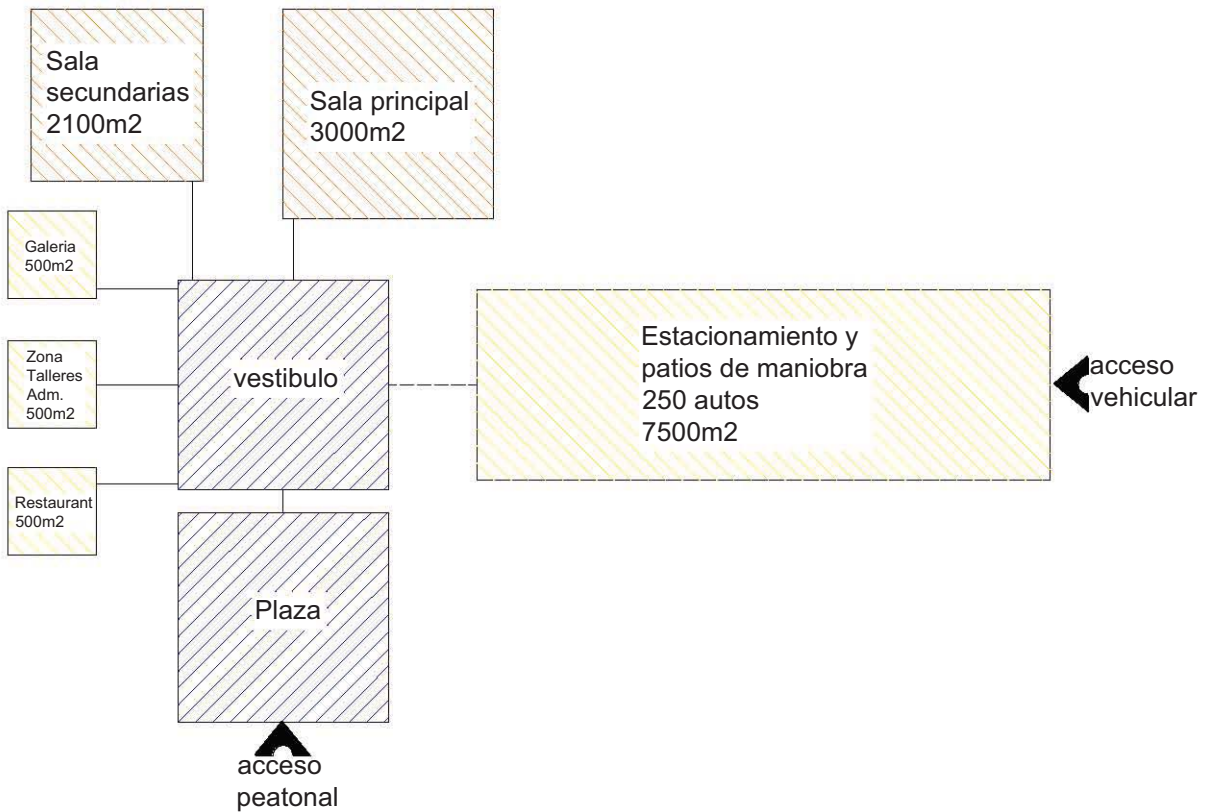 Sala
secundarias
2100m2
Sala principal
3000m2
Galeria
500m2
Zona
Talleres
Adm.
500m2
Restaurant
500m2
vestibulo
Estacionamiento y
patios de maniobra
250 autos
7500m2
acceso
vehicular
Plaza
acceso
peatonal